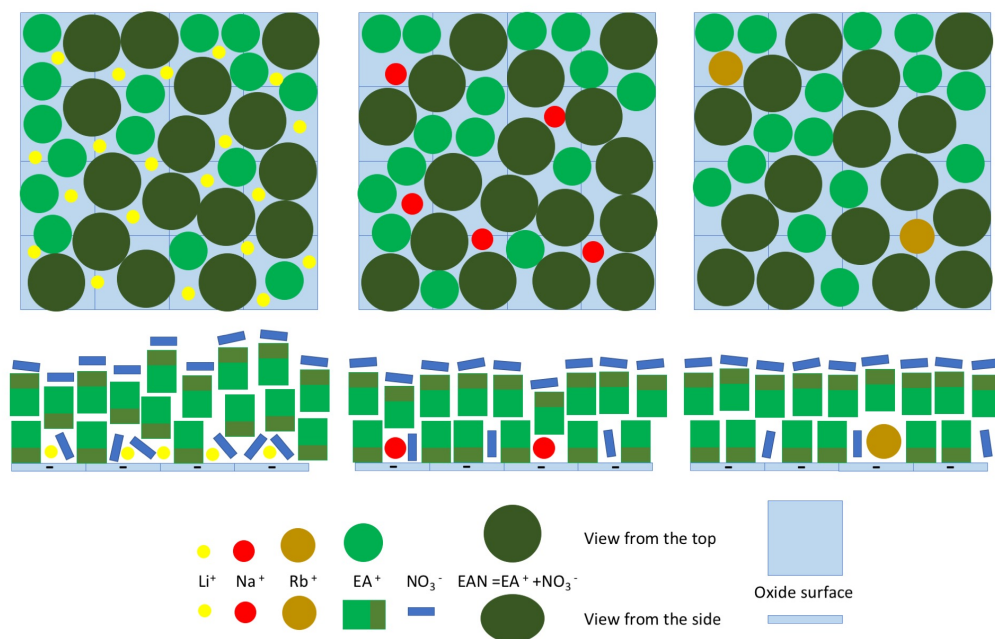 View from the top
Li+ Na+ Rb+ EA+ NO3- EAN =EA+ +NO3-
Oxide surface
View from the side